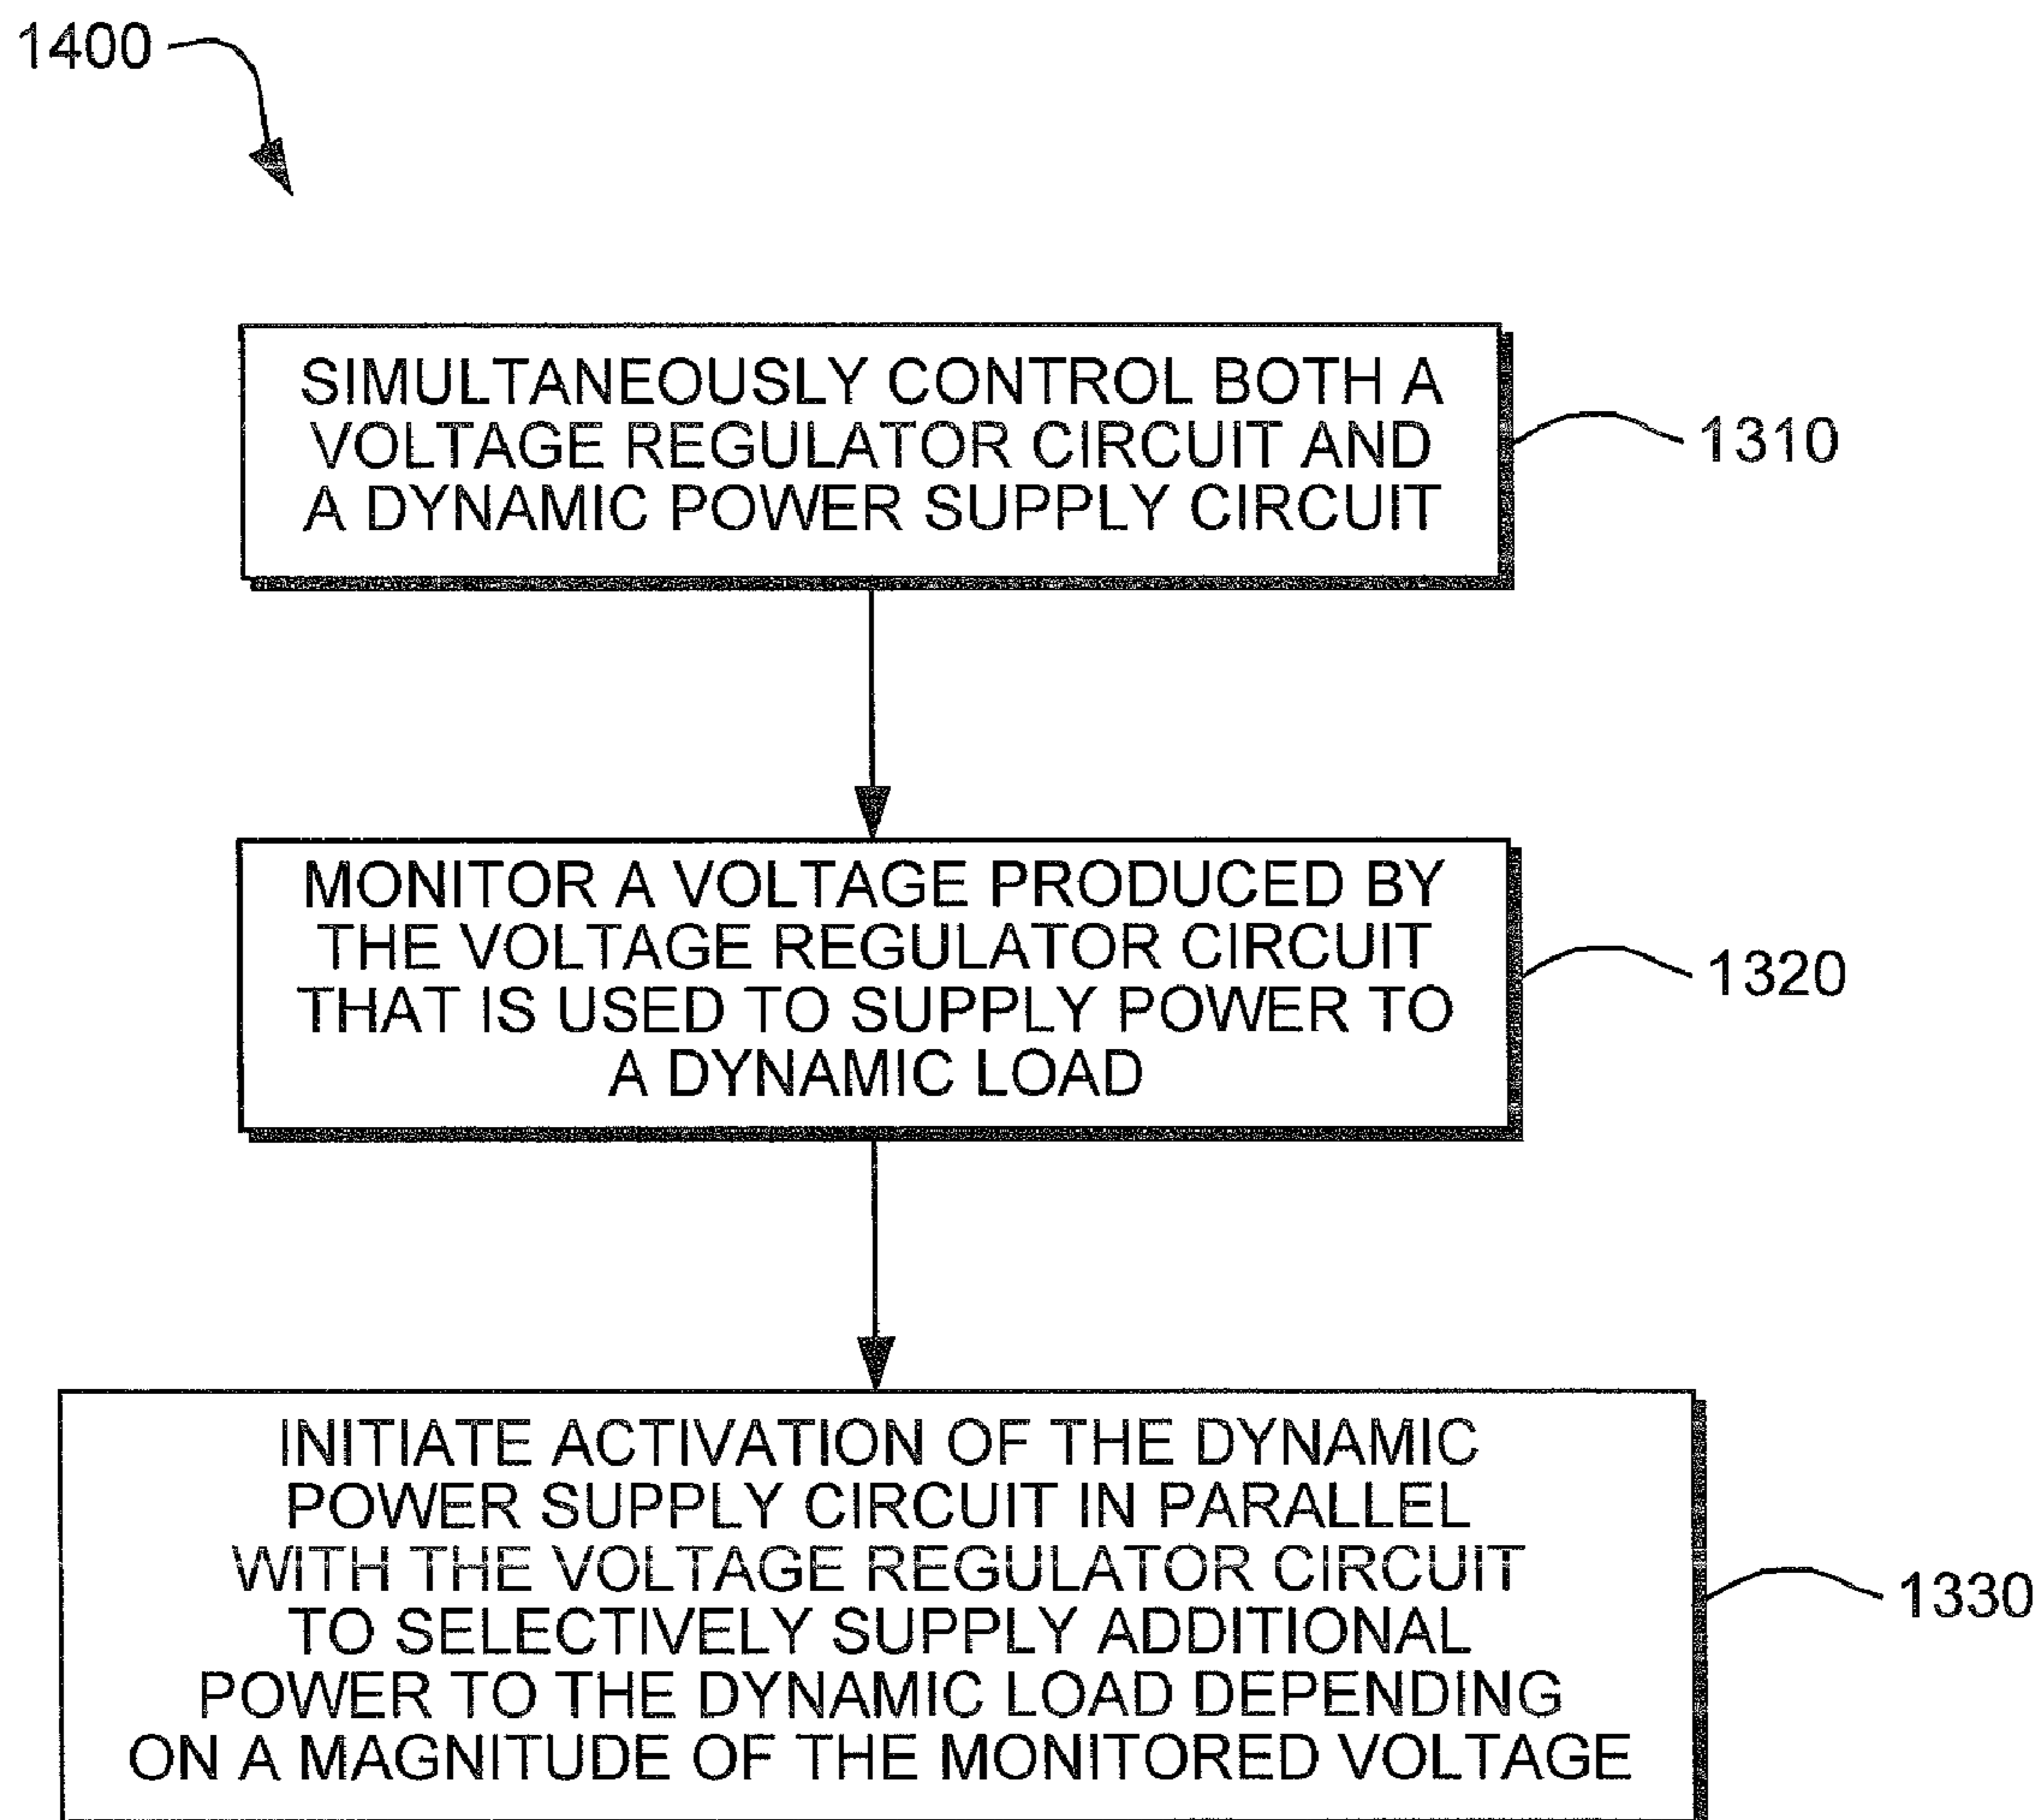 1400
SIMULTANEOUSLY CONTROL BOTH A
VOLTAGE REGULATOR CIRCUIT AND
A DYNAMIC POWER SUPPLY CIRCUIT
1310
MONITOR A VOLTAGE PRODUCED BY
THE VOLTAGE REGULATOR CIRCUIT
THAT IS USED TO SUPPLY POWER TO
A DYNAMIC LOAD
1320
INITIATE ACTIVATION OF THE DYNAMIC
POWER SUPPLY CIRCUIT IN PARALLEL
WITH THE VOLTAGE REGULATOR CIRCUIT
TO SELECTIVELY SUPPLY ADDITIONAL
POWER TO THE DYNAMIC LOAD DEPENDING
ON A MAGNITUDE OF THE MONITORED VOLTAGE
1330